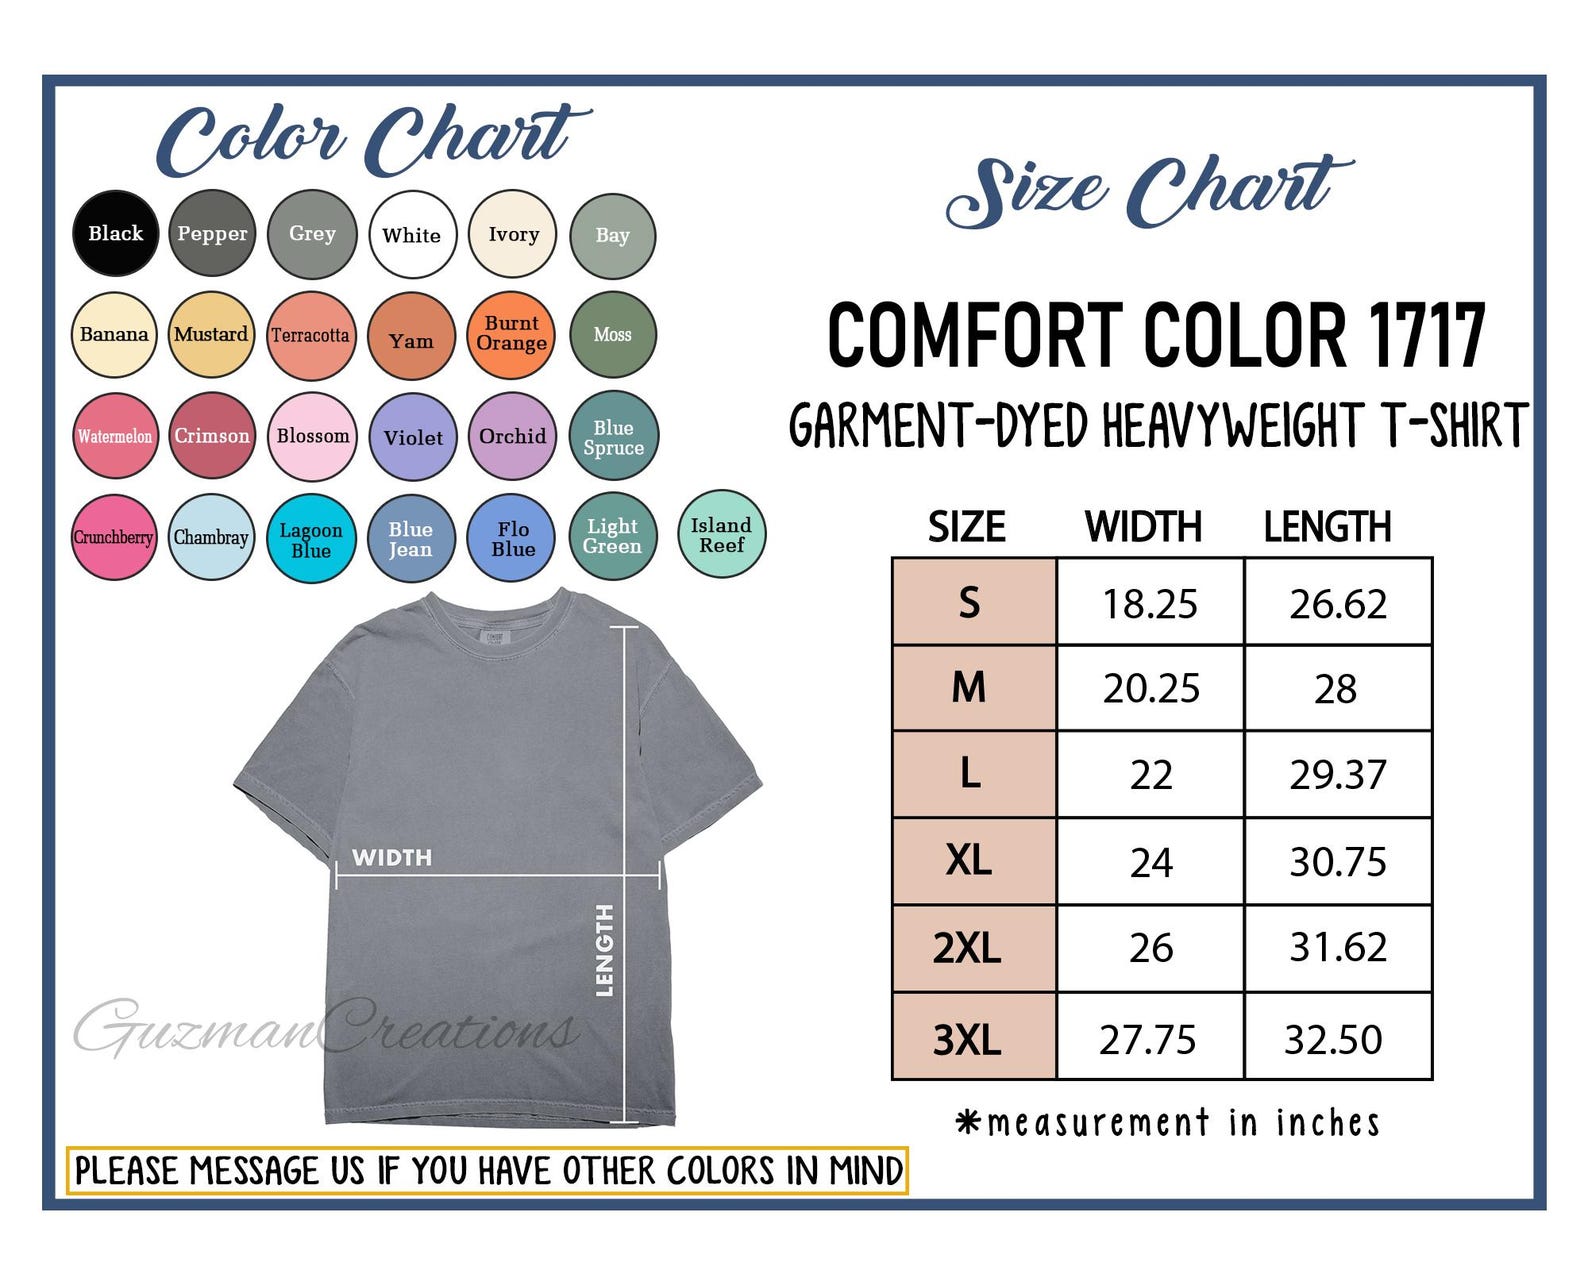 Color Chart
Black
Pepper
Grey
White
Ivory
Bay
Banana
Mustard
Terracotta
Yam
Burnt
Orange
Moss
Watermelon
Crimson
Blossom
Violet
Orchid
Blue
Spruce
Crunchberry
Chambray
Lagoon
Blue
Blue
Jean
Flo
Blue
Light
Green
Island
Reef
COMFORT
WIDTH
LENGTH
GuzmanCreations
PLEASE MESSAGE US IF YOU HAVE OTHER COLORS IN MIND
Size Chart
COMFORT COLOR 1717
GARMENT-DYED HEAVYWEIGHT T-SHIRT
SIZE WIDTH LENGTH
S 18.25 26.62
M 20.25 28
L 22 29.37
XL 24 30.75
2XL 26 31.62
3XL 27.75 32.50
*measurement in inches